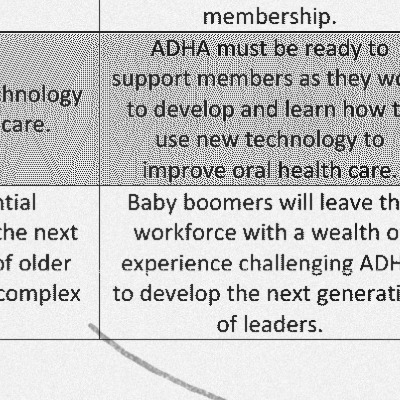 membership.
chnology
care.
ADHA must be ready to
support members as they wo
to develop and learn how t
use new technology to
improve oral health care.
ntial
the next
of older
complex
Baby boomers will leave th
workforce with a wealth o
experience challenging ADH
to develop the next generati
of leaders.